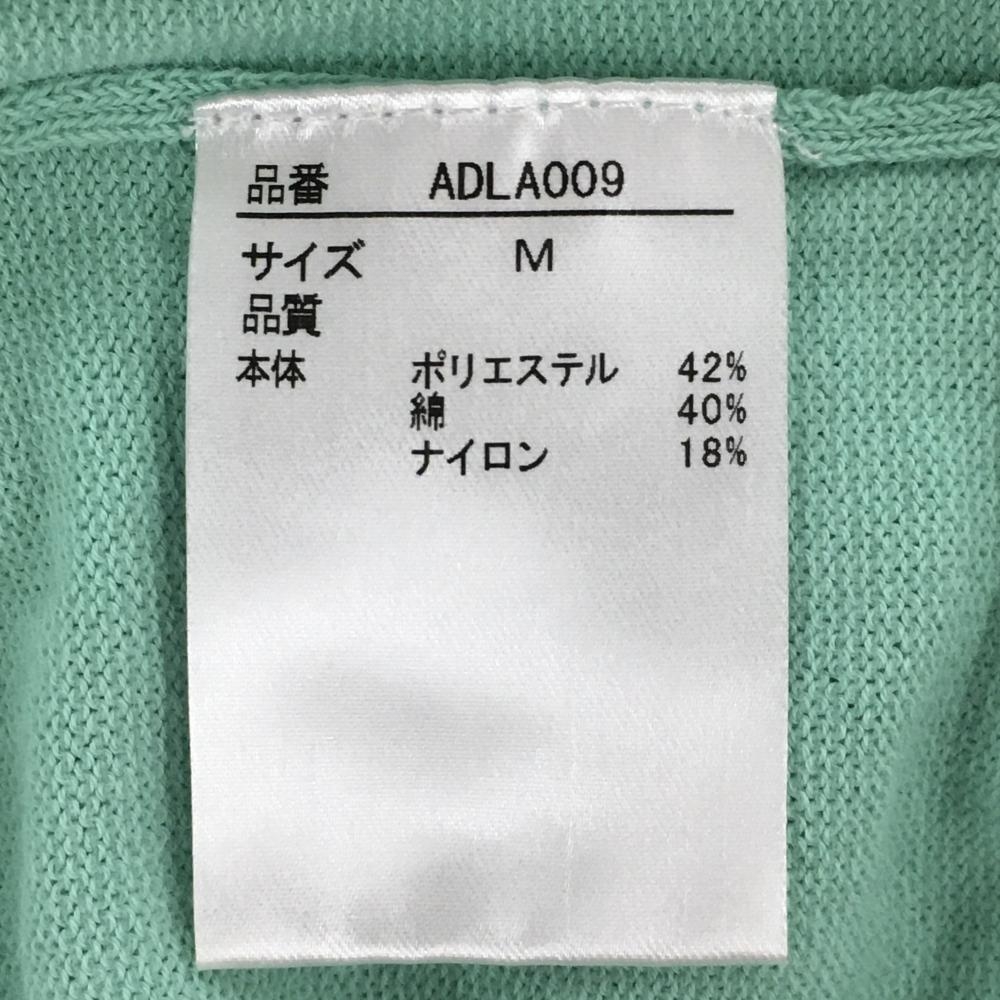 品番 ADLA009
サイズ M
品質
本体 ポリエステル 42%
綿 40%
ナイロン 18%